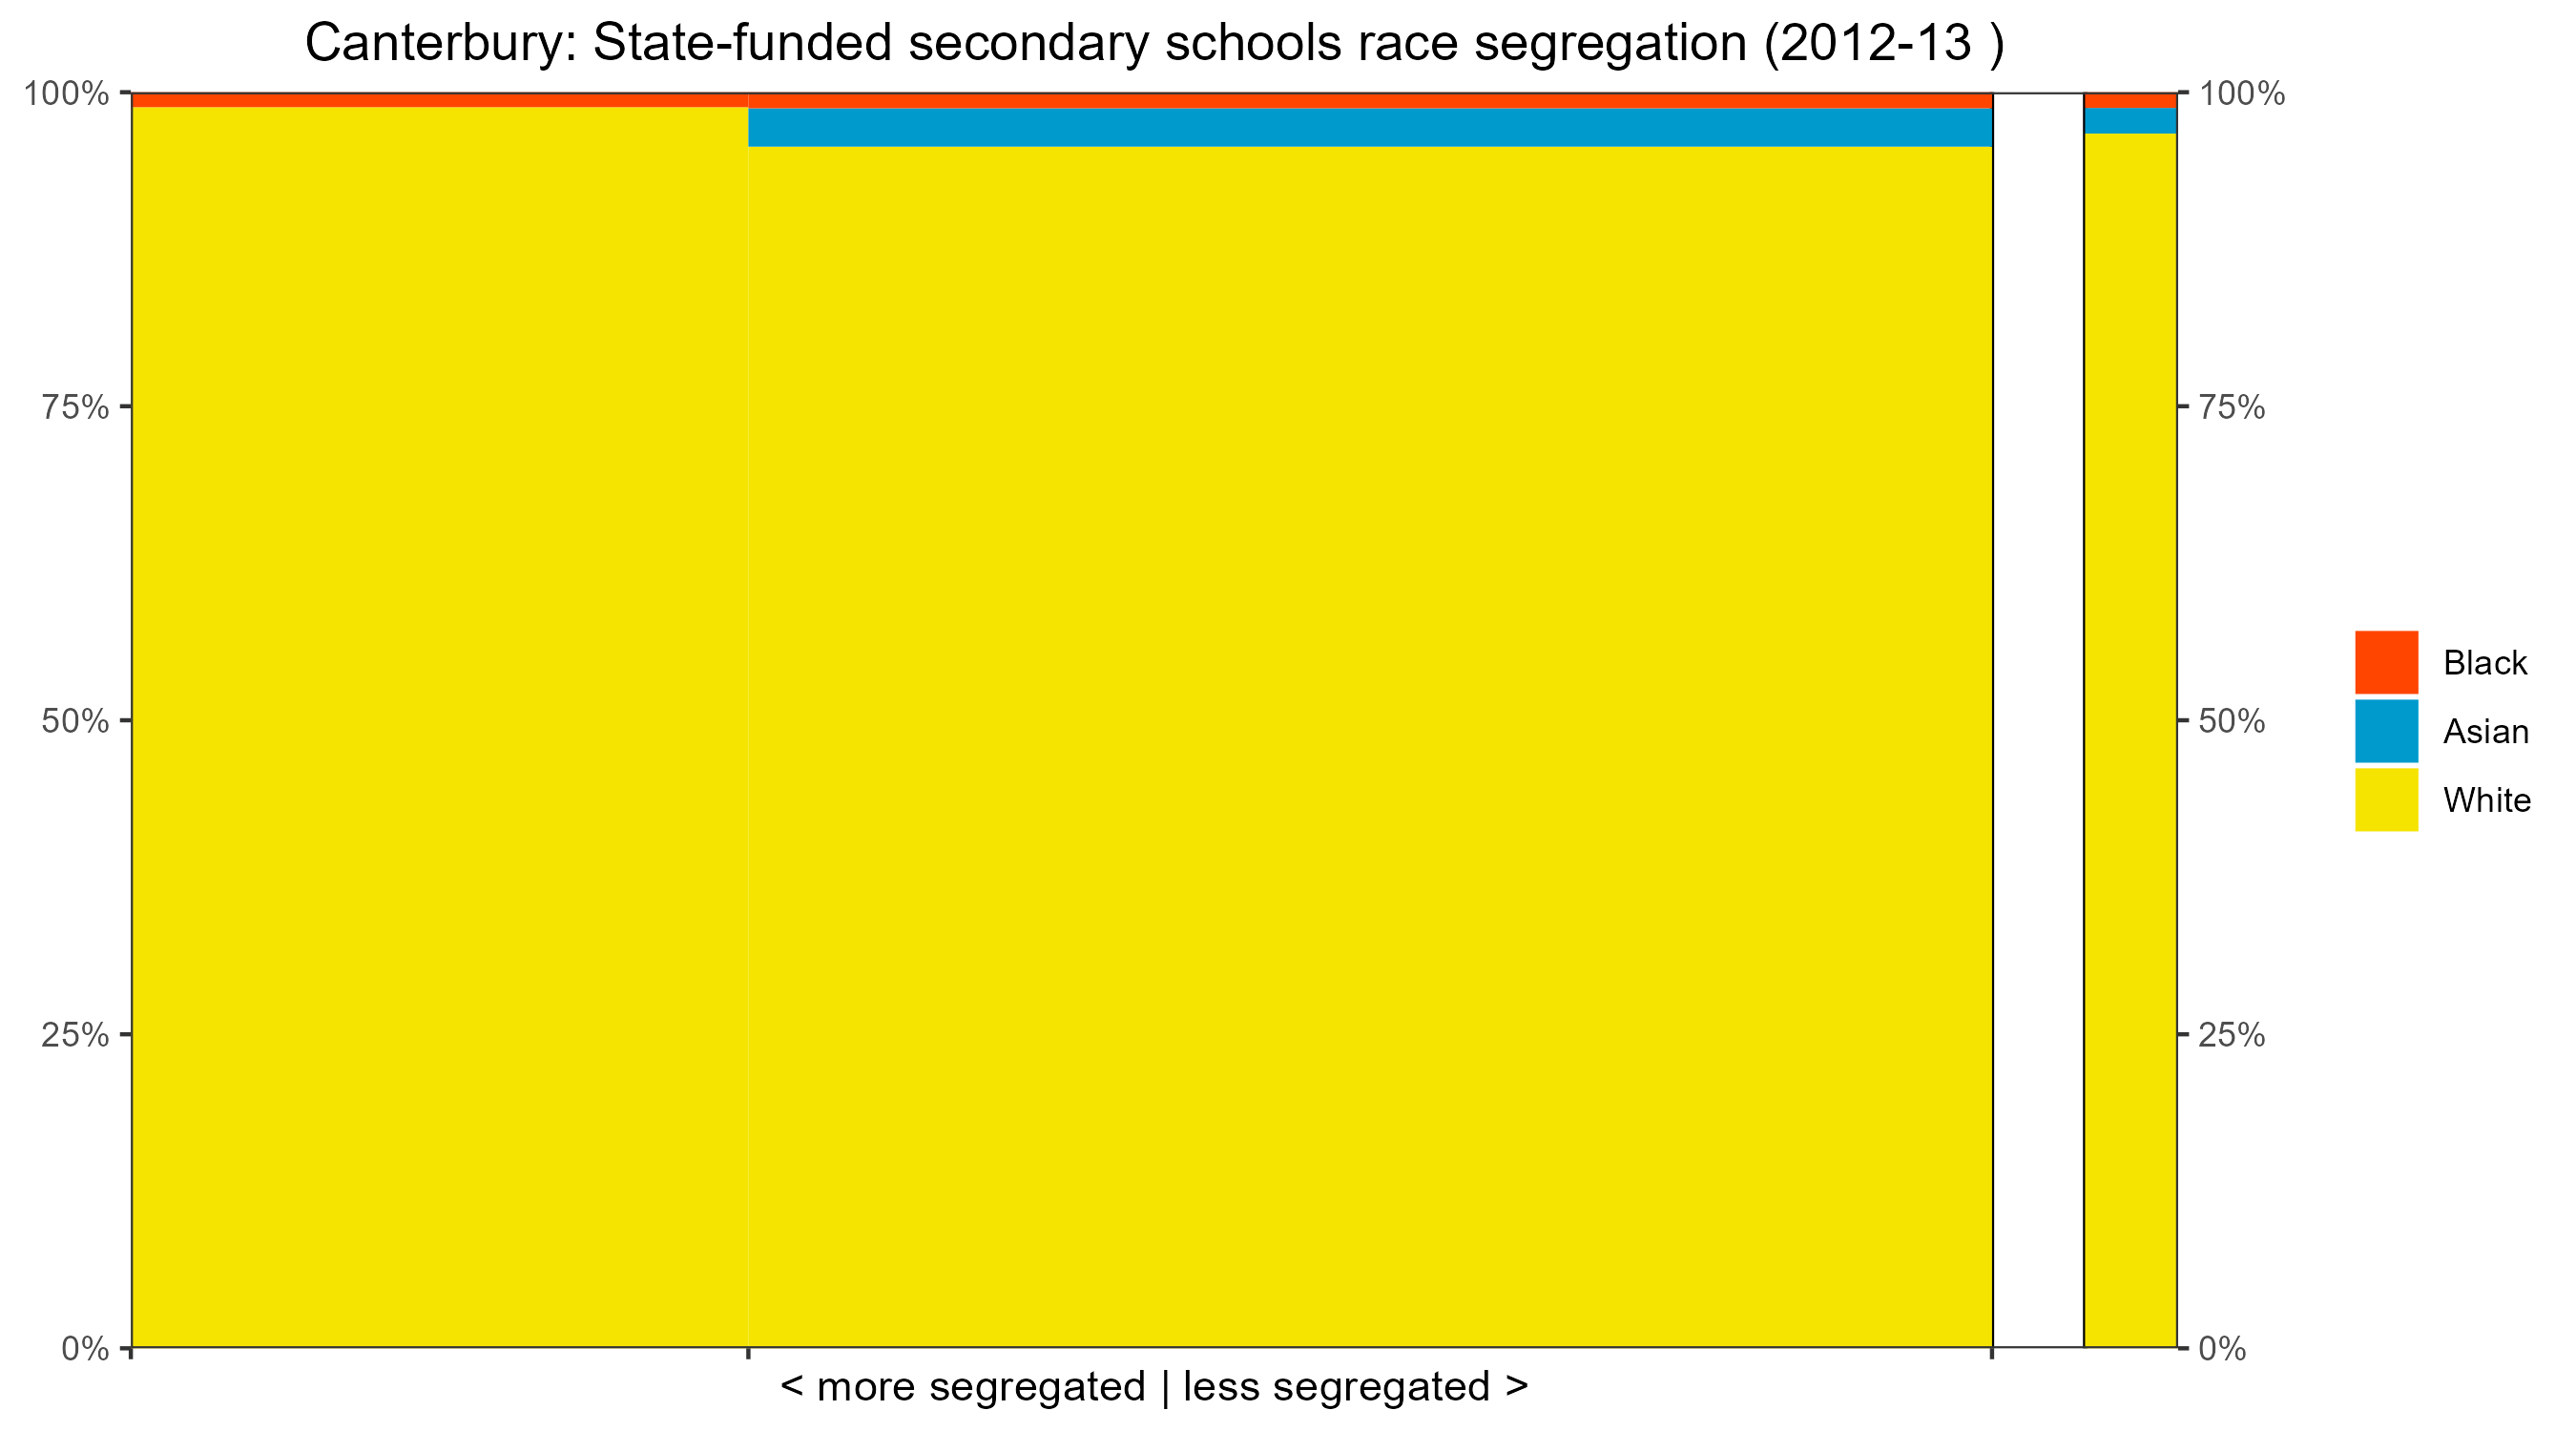 Canterbury: State-funded secondary schools race segregation (2012-13 )
100%
75%
50%
25%
0%
100%
75%
50%
25%
0%
Black
Asian
White
< more segregated | less segregated >